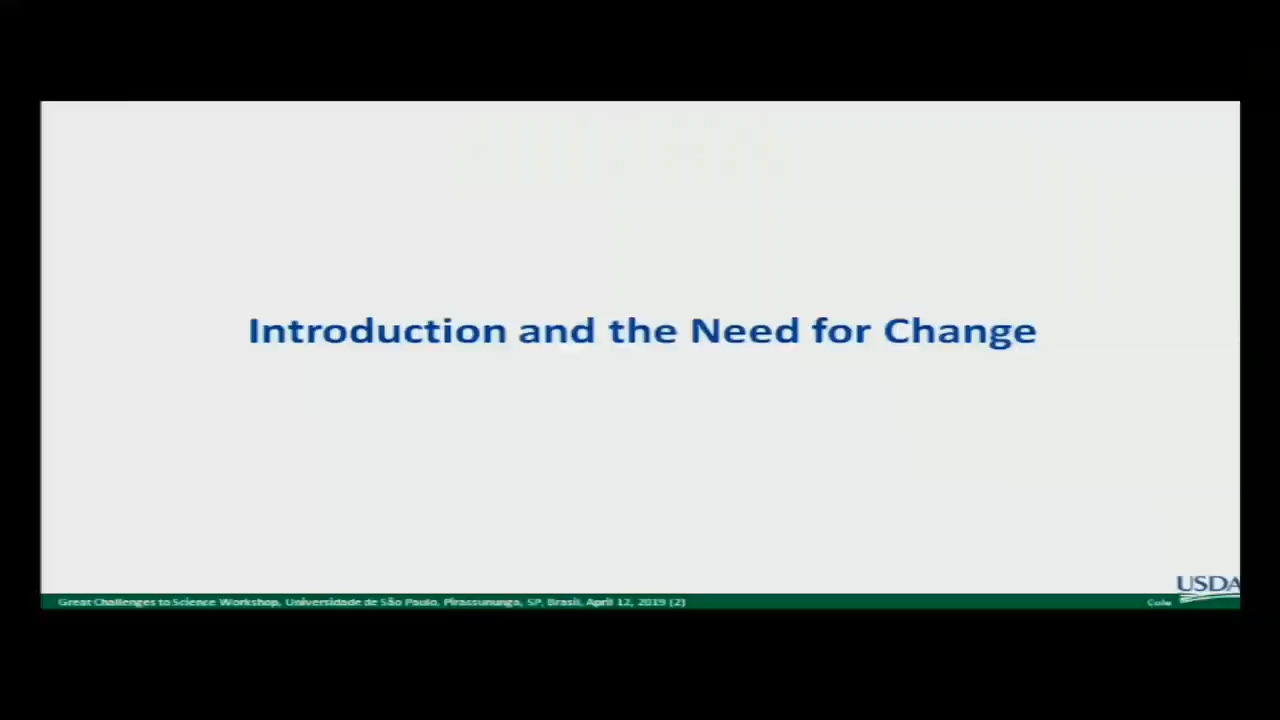 Introduction and the Need for Change
USDA
Great Challenges to Science Workshop, Universidade de São Paulo, Pirassununga, SP, Brasil, April 12, 2019 (2)
Cole